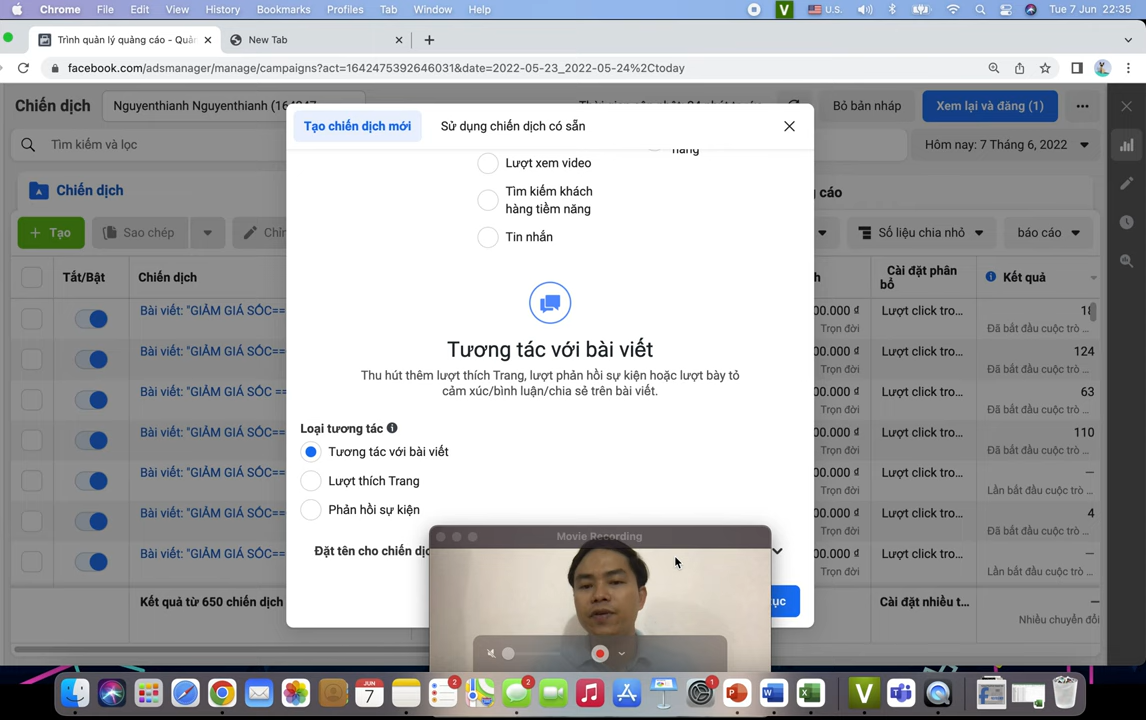 Chrome File Edit View History Bookmarks Profiles Tab Window Help
V U.S. Tue 7 Jun 22:35
Trình quản lý quảng cáo - Quản
New Tab
facebook.com/adsmanager/manage/campaigns?act=1642475392646031&date=2022-05-23_2022-05-24%2Ctoday
Chiến dịch
Nguyenthianh Nguyenthianh
Bỏ bản nháp
Xem lại và đăng (1)
Tìm kiếm và lọc
Hôm nay: 7 Tháng 6, 2022
Chiến dịch
cáo
+ Tạo
Sao chép
Số liệu chia nhỏ
báo cáo
Tắt/Bật
Chiến dịch
Cài đặt phân
bổ
Kết quả
Tạo chiến dịch mới
Sử dụng chiến dịch có sẵn
hàng
Lượt xem video
Tìm kiếm khách
hàng tiềm năng
Tin nhắn
Tương tác với bài viết
Thu hút thêm lượt thích Trang, lượt phản hồi sự kiện hoặc lượt bày tỏ
cảm xúc/bình luận/chia sẻ trên bài viết.
Loại tương tác
Tương tác với bài viết
Lượt thích Trang
Phản hồi sự kiện
Đặt tên cho chiến
Movie Recording
Bài viết: "GIẢM GIÁ SỐC==
00.000 ₫ Lượt click tro...
Trọn đời Đã bắt đầu cuộc trò ...
Bài viết: "GIẢM GIÁ SỐC==
00.000 ₫ Lượt click tro... 124
Trọn đời Đã bắt đầu cuộc trò ...
Bài viết: "GIẢM GIÁ SỐC ==
00.000 ₫ Lượt click tro... 63
Trọn đời Đã bắt đầu cuộc trò ...
Bài viết: "GIẢM GIÁ SỐC==
00.000 ₫ Lượt click tro... 110
Trọn đời Đã bắt đầu cuộc trò ...
Bài viết: "GIẢM GIÁ SỐC==
00.000 ₫ Lượt click tro... —
Trọn đời Lần bắt đầu cuộc trò ...
Bài viết: "GIẢM GIÁ SỐC==
00.000 ₫ Lượt click tro... 4
Trọn đời Đã bắt đầu cuộc trò ...
Bài viết: "GIẢM GIÁ SỐC==
00.000 ₫ Lượt click tro... —
Trọn đời Lần bắt đầu cuộc trò ...
Kết quả từ 650 chiến dịch
Cài đặt nhiều t... —
Nhiều chuyển đổi
JUN
7
2
2
1
V